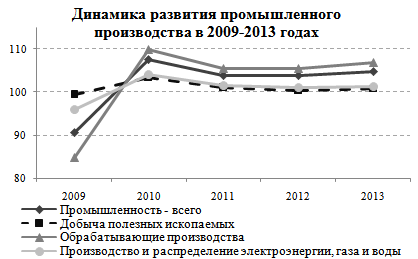 Динамика развития промышленного
производства в 2009-2013 годах
110
100
90
80
2009 2010 2011 2012 2013
Промышленность - всего
Добыча полезных ископаемых
Обрабатывающие производства
Производство и распределение электроэнергии, газа и воды